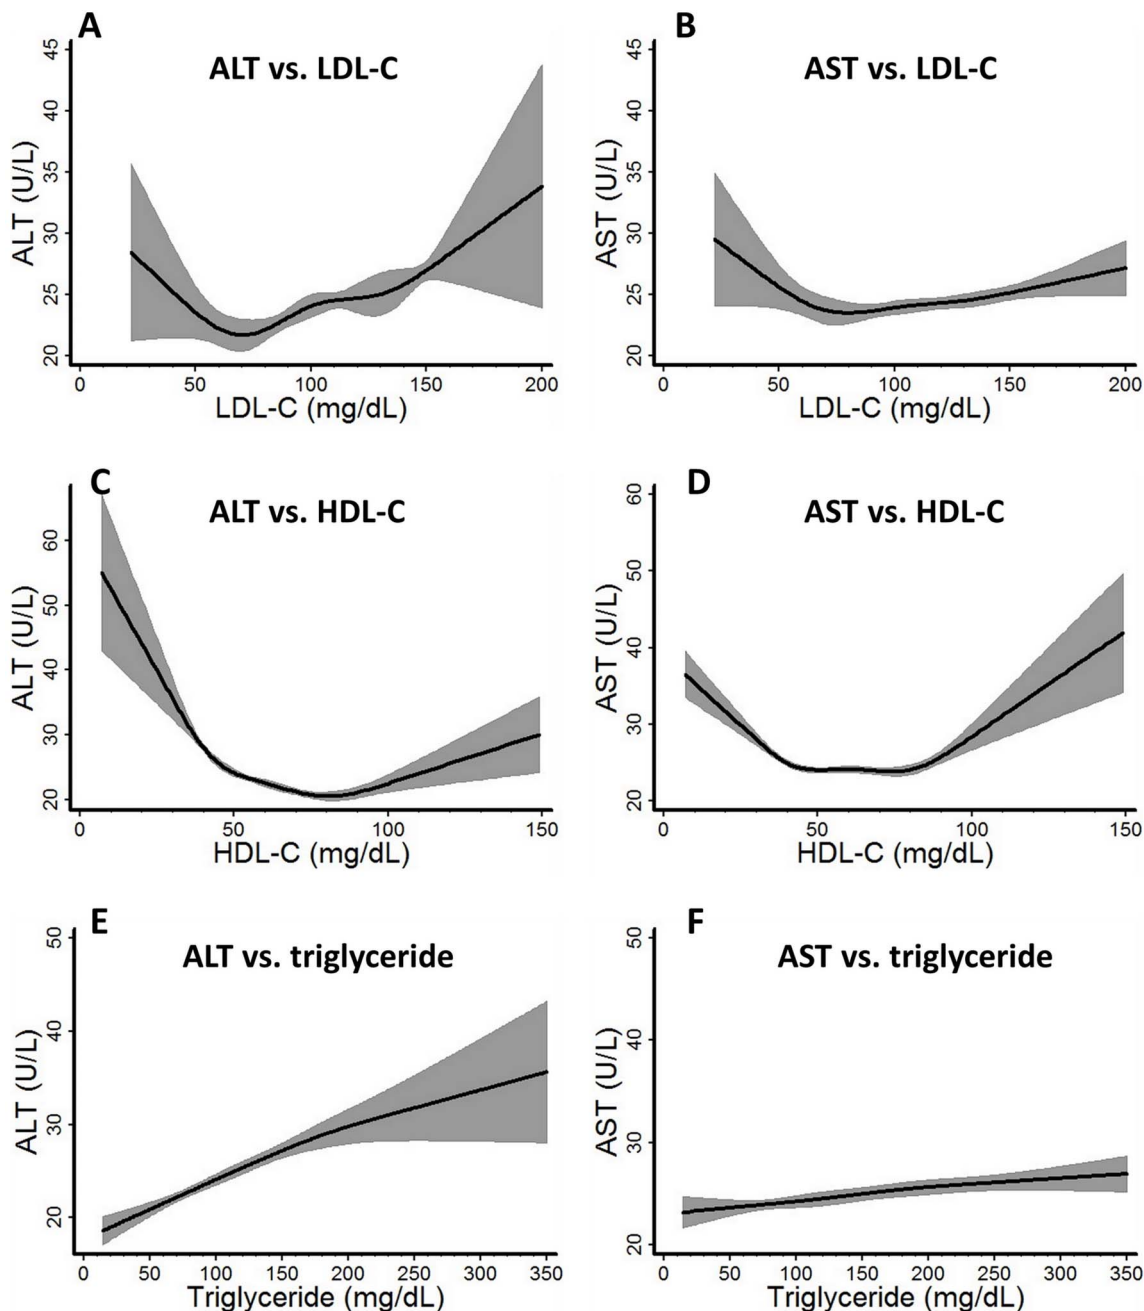 A
ALT vs. LDL-C
ALT (U/L)
45
40
35
30
25
20
0 50 100 150 200
LDL-C (mg/dL)
B
AST vs. LDL-C
AST (U/L)
45
40
35
30
25
20
0 50 100 150 200
LDL-C (mg/dL)
C
ALT vs. HDL-C
ALT (U/L)
60
50
40
30
20
0 50 100 150
HDL-C (mg/dL)
D
AST vs. HDL-C
AST (U/L)
60
50
40
30
20
0 50 100 150
HDL-C (mg/dL)
E
ALT vs. triglyceride
ALT (U/L)
50
40
30
20
0 50 100 150 200 250 300 350
Triglyceride (mg/dL)
F
AST vs. triglyceride
AST (U/L)
50
40
30
20
0 50 100 150 200 250 300 350
Triglyceride (mg/dL)